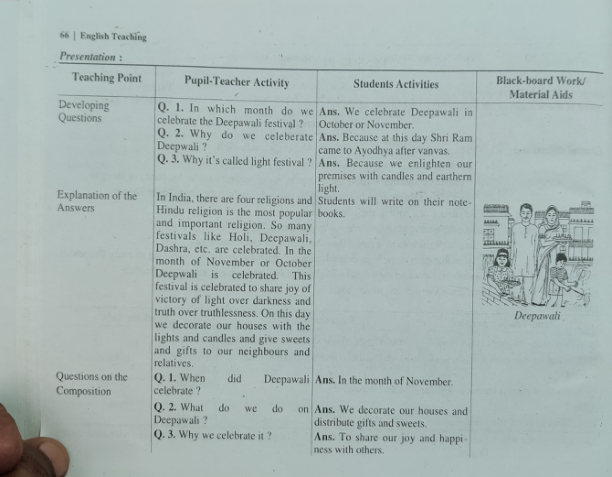 66 | English Teaching
Presentation :
Teaching Point
Pupil-Teacher Activity
Students Activities
Black-board Work/
Material Aids
Developing
Questions
Q. 1. In which month do we
celebrate the Deepawali festival ?
Q. 2. Why do we celeberate
Deepwali ?
Q. 3. Why it's called light festival ?
Ans. We celebrate Deepawali in
October or November.
Ans. Because at this day Shri Ram
came to Ayodhya after vanvas.
Ans. Because we enlighten our
premises with candles and earthern
light.
Explanation of the
Answers
In India, there are four religions and
Hindu religion is the most popular
and important religion. So many
festivals like Holi, Deepawali,
Dashra, etc. are celebrated. In the
month of November or October
Deepwali is celebrated. This
festival is celebrated to share joy of
victory of light over darkness and
truth over truthlessness. On this day
we decorate our houses with the
lights and candles and give sweets
and gifts to our neighbours and
relatives.
Students will write on their note-
books.
Deepawali
Questions on the
Composition
Q. 1. When did Deepawali
celebrate ?
Q. 2. What do we do on
Deepawali ?
Q. 3. Why we celebrate it ?
Ans. In the month of November.
Ans. We decorate our houses and
distribute gifts and sweets.
Ans. To share our joy and happi-
ness with others.